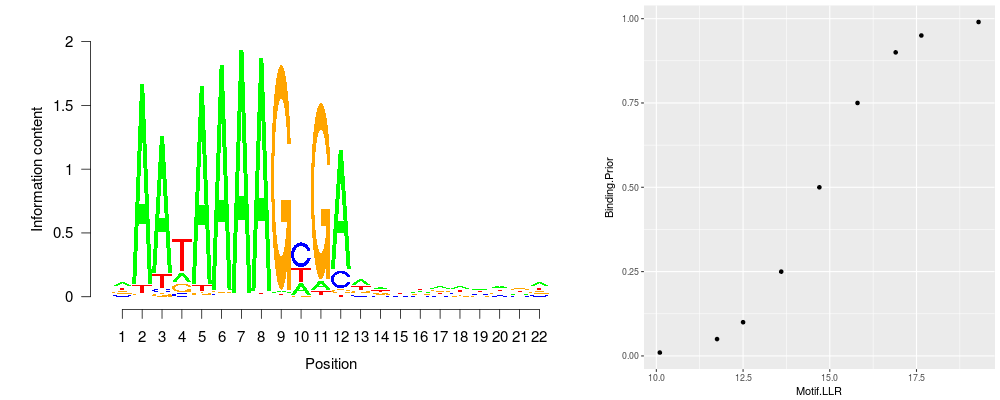 Information content
2
1.5
1
0.5
0
1 2 3 4 5 6 7 8 9 10 11 12 13 14 15 16 17 18 19 20 21 22
Position
A A T A A T T A G T A A A A G C T A G A A C
Binding.Prior
1.00
0.75
0.50
0.25
0.00
10.0 12.5 15.0 17.5
Motif.LLR